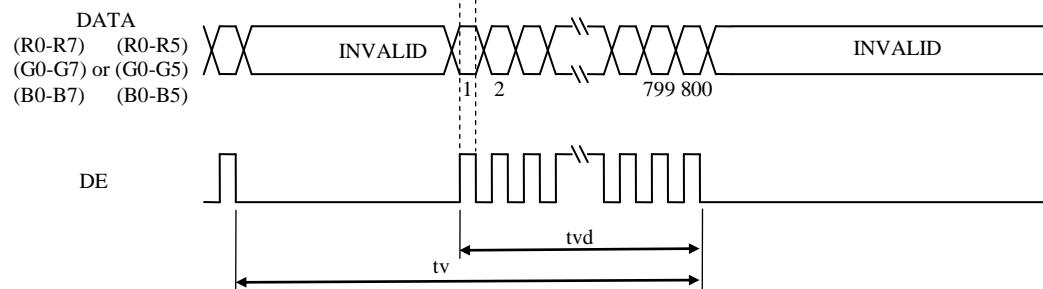 DATA
(R0-R7) (R0-R5)
(G0-G7) or (G0-G5)
(B0-B7) (B0-B5)
INVALID
INVALID
1 2 799 800
DE
tvd
tv